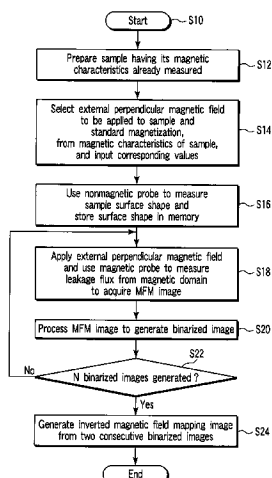 Start
S10
Prepare sample having its magnetic
characteristics already measured
S12
Select external perpendicular magnetic field
to be applied to sample and
standard magnetization,
from magnetic characteristics of sample,
and input corresponding values
S14
Use nonmagnetic probe to measure
sample surface shape and
store surface shape in memory
S16
Apply external perpendicular magnetic field
and use magnetic probe to measure
leakage flux from magnetic domain
to acquire MFM image
S18
Process MFM image to generate binarized image
S20
S22
N binarized images generated ?
No
Yes
Generate inverted magnetic field mapping image
from two consecutive binarized images
S24
End